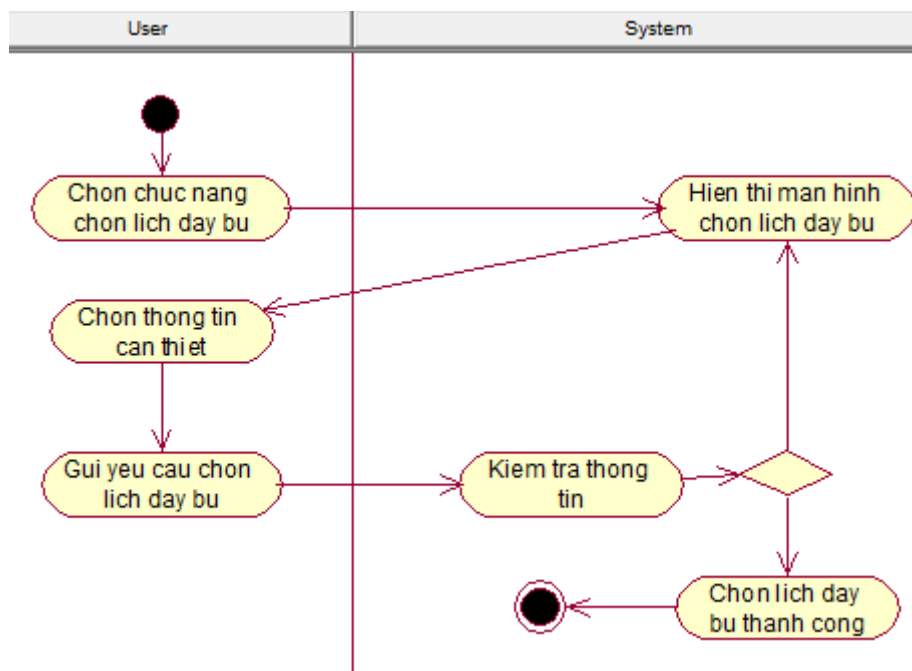 User
System
Chon chuc nang
chon lich day bu
Hien thi man hinh
chon lich day bu
Chon thong tin
can thiet
Gui yeu cau chon
lich day bu
Kiem tra thong
tin
Chon lich day
bu thanh cong